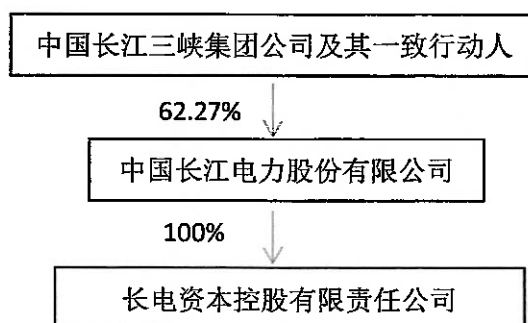 中国长江三峡集团公司及其一致行动人
62.27%
中国长江电力股份有限公司
100%
长电资本控股有限责任公司